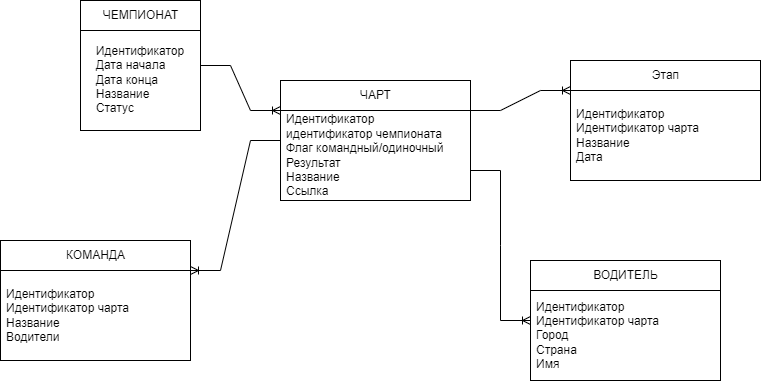 ЧЕМПИОНАТ
Идентификатор
Дата начала
Дата конца
Название
Статус
ЧАРТ
Идентификатор
идентификатор чемпионата
Флаг командный/одиночный
Результат
Название
Ссылка
Этап
Идентификатор
Идентификатор чарта
Название
Дата
КОМАНДА
Идентификатор
Идентификатор чарта
Название
Водители
ВОДИТЕЛЬ
Идентификатор
Идентификатор чарта
Город
Страна
Имя